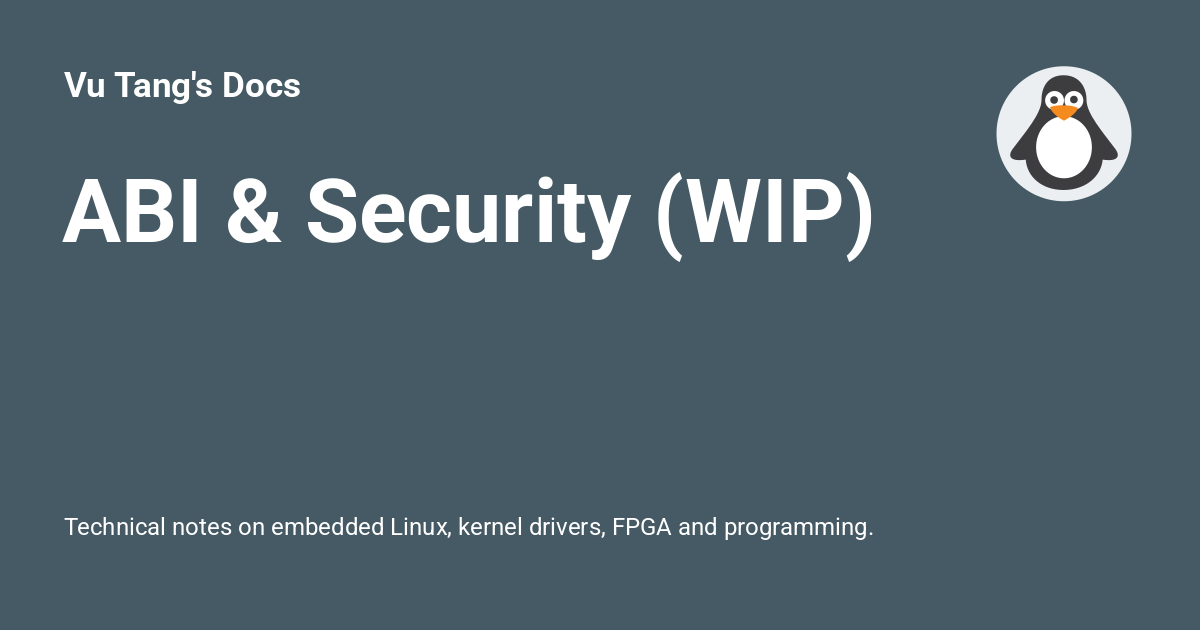 Vu Tang's Docs
ABI & Security (WIP)
Technical notes on embedded Linux, kernel drivers, FPGA and programming.